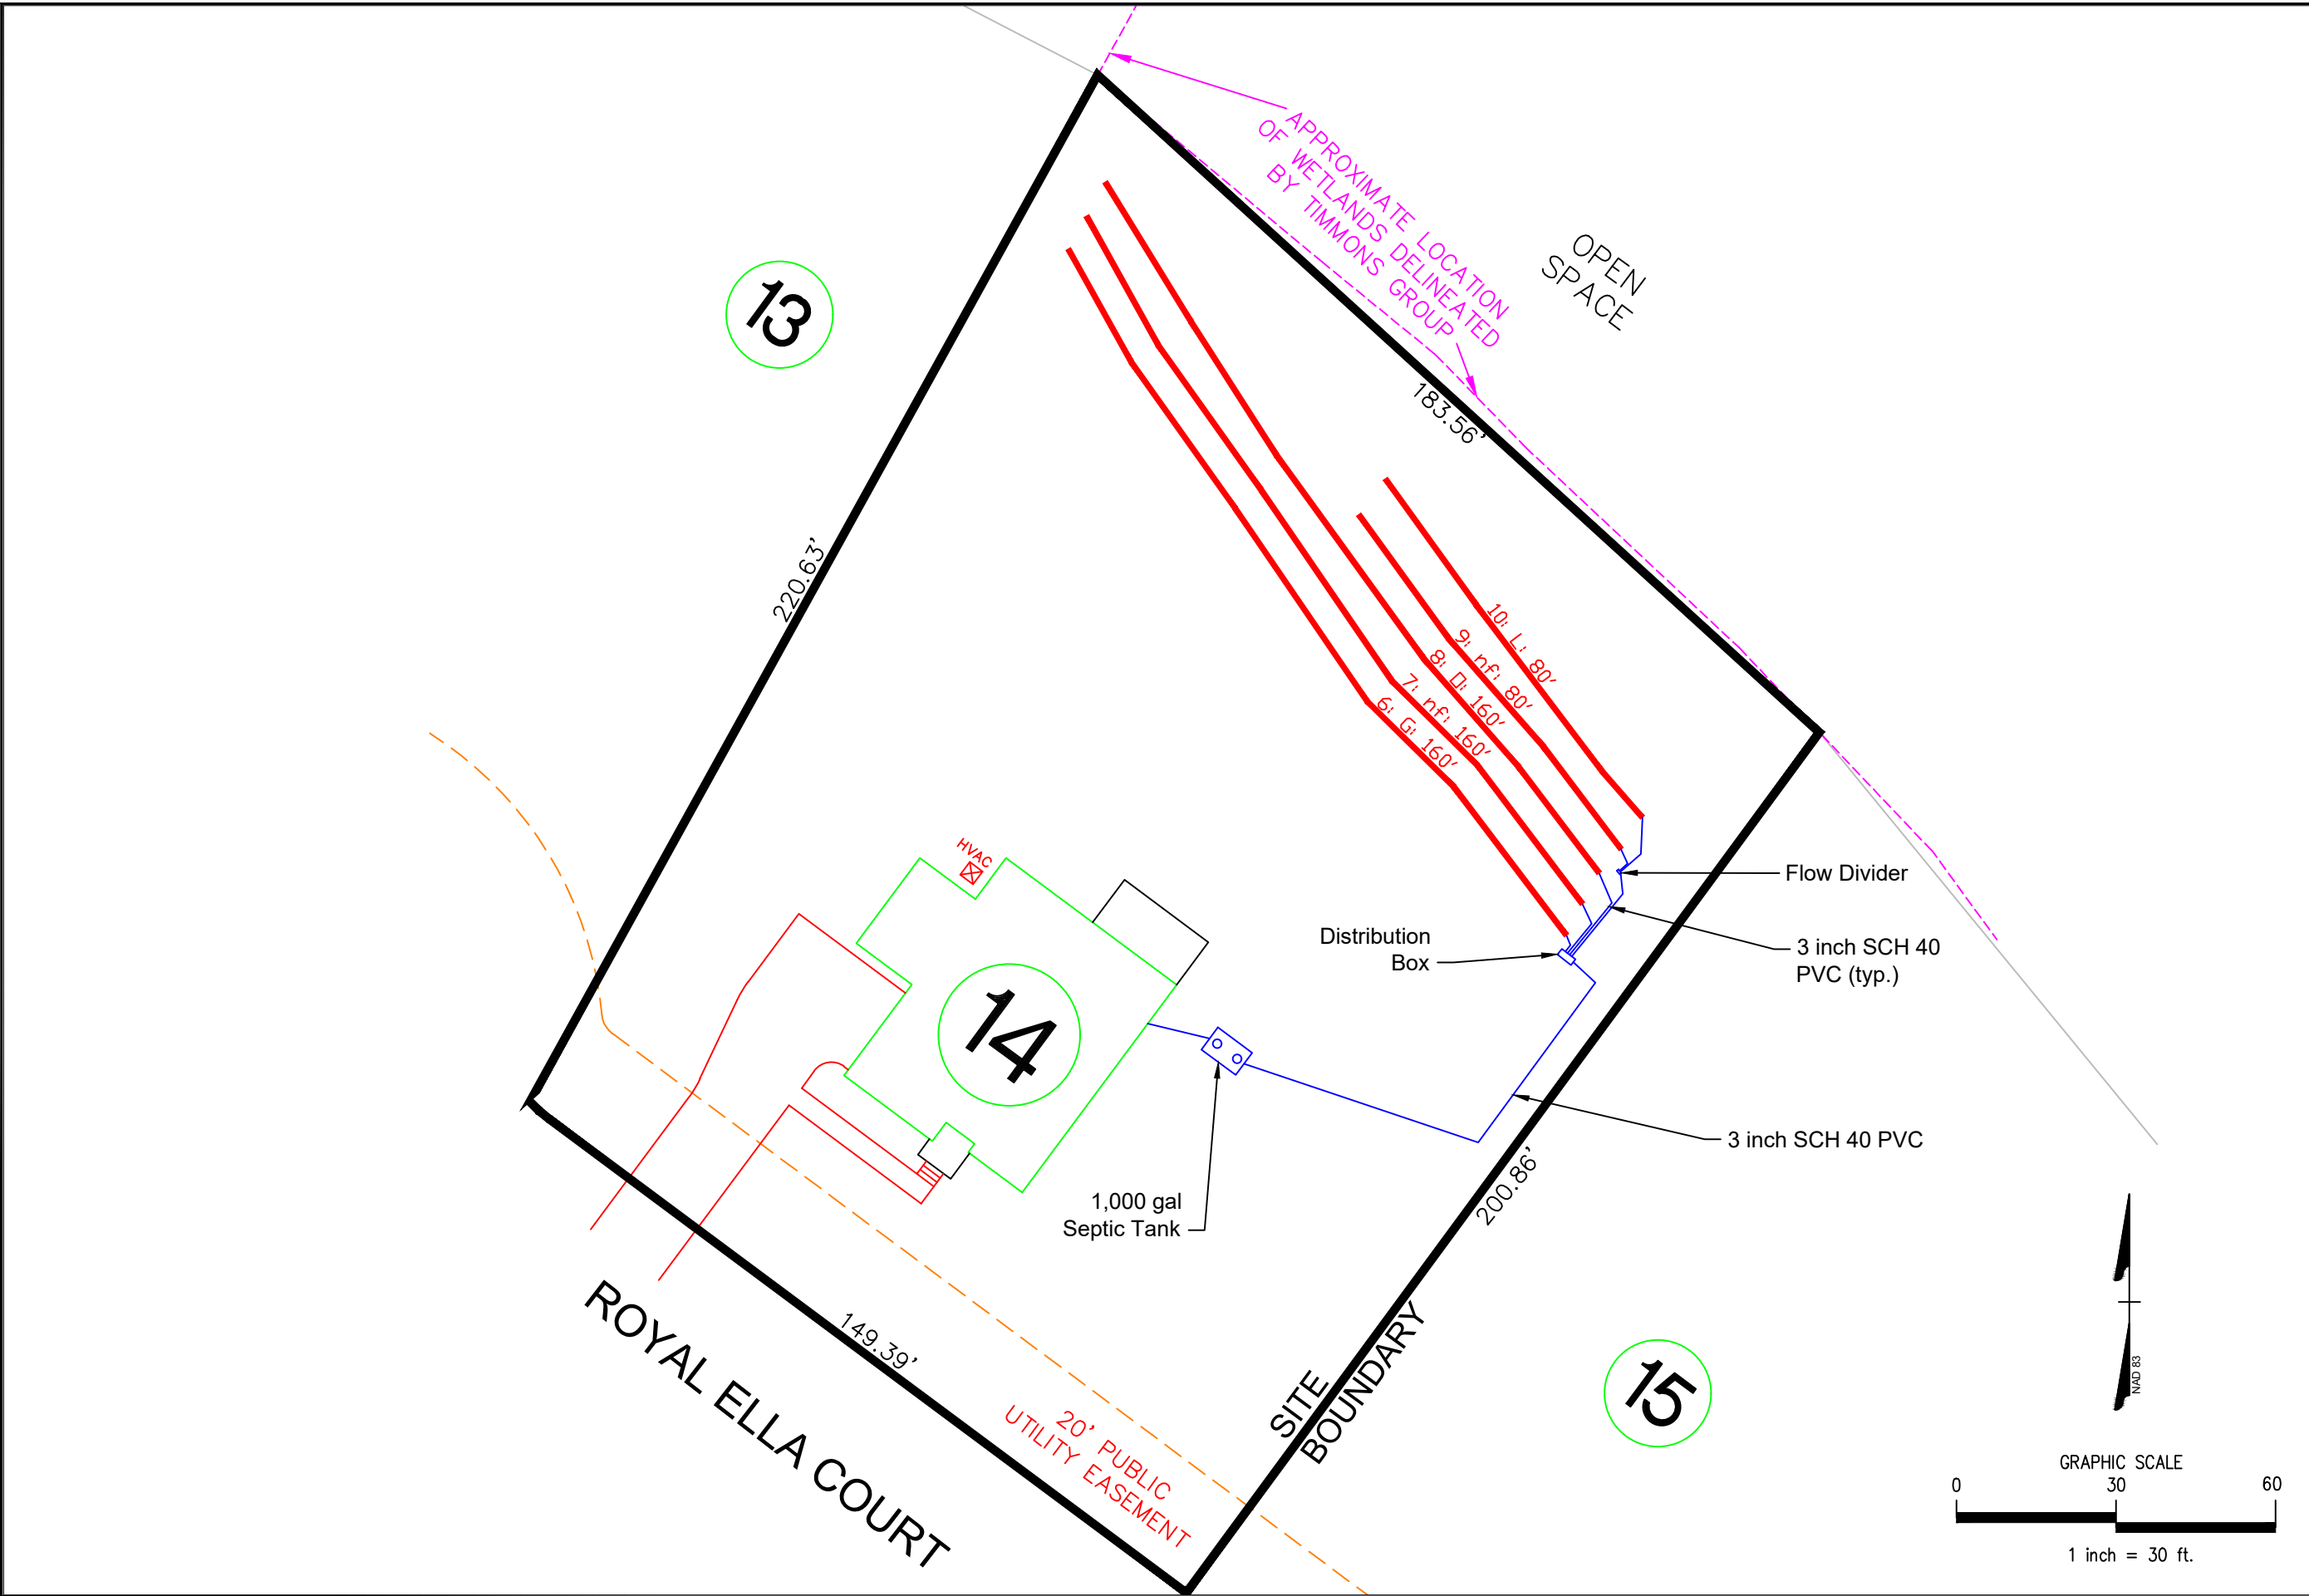 APPROXIMATE LOCATION
OF WETLANDS DELINEATED
BY TIMMONS GROUP
OPEN
SPACE
13
183.56'
220.63'
10; L; 80'
9; nf; 80'
8; D; 160'
7; nf; 160'
6; G; 160'
HVAC
14
Flow Divider
Distribution
Box
3 inch SCH 40
PVC (typ.)
3 inch SCH 40 PVC
1,000 gal
Septic Tank
200.86'
149.39'
ROYAL ELLA COURT
SITE
BOUNDARY
20' PUBLIC
UTILITY EASEMENT
15
NAD 83
GRAPHIC SCALE
0 30 60
1 inch = 30 ft.